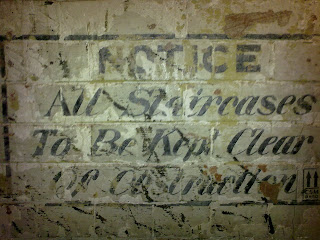 NOTICE
All Staircases
To Be Kept Clear
Of Obstruction